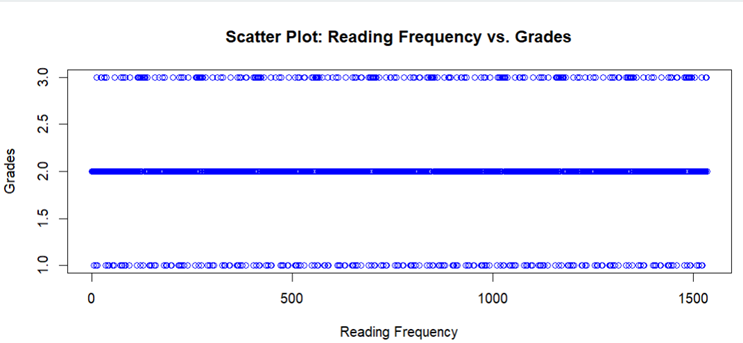 Scatter Plot: Reading Frequency vs. Grades
Grades
3.0
2.5
2.0
1.5
1.0
0 500 1000 1500
Reading Frequency